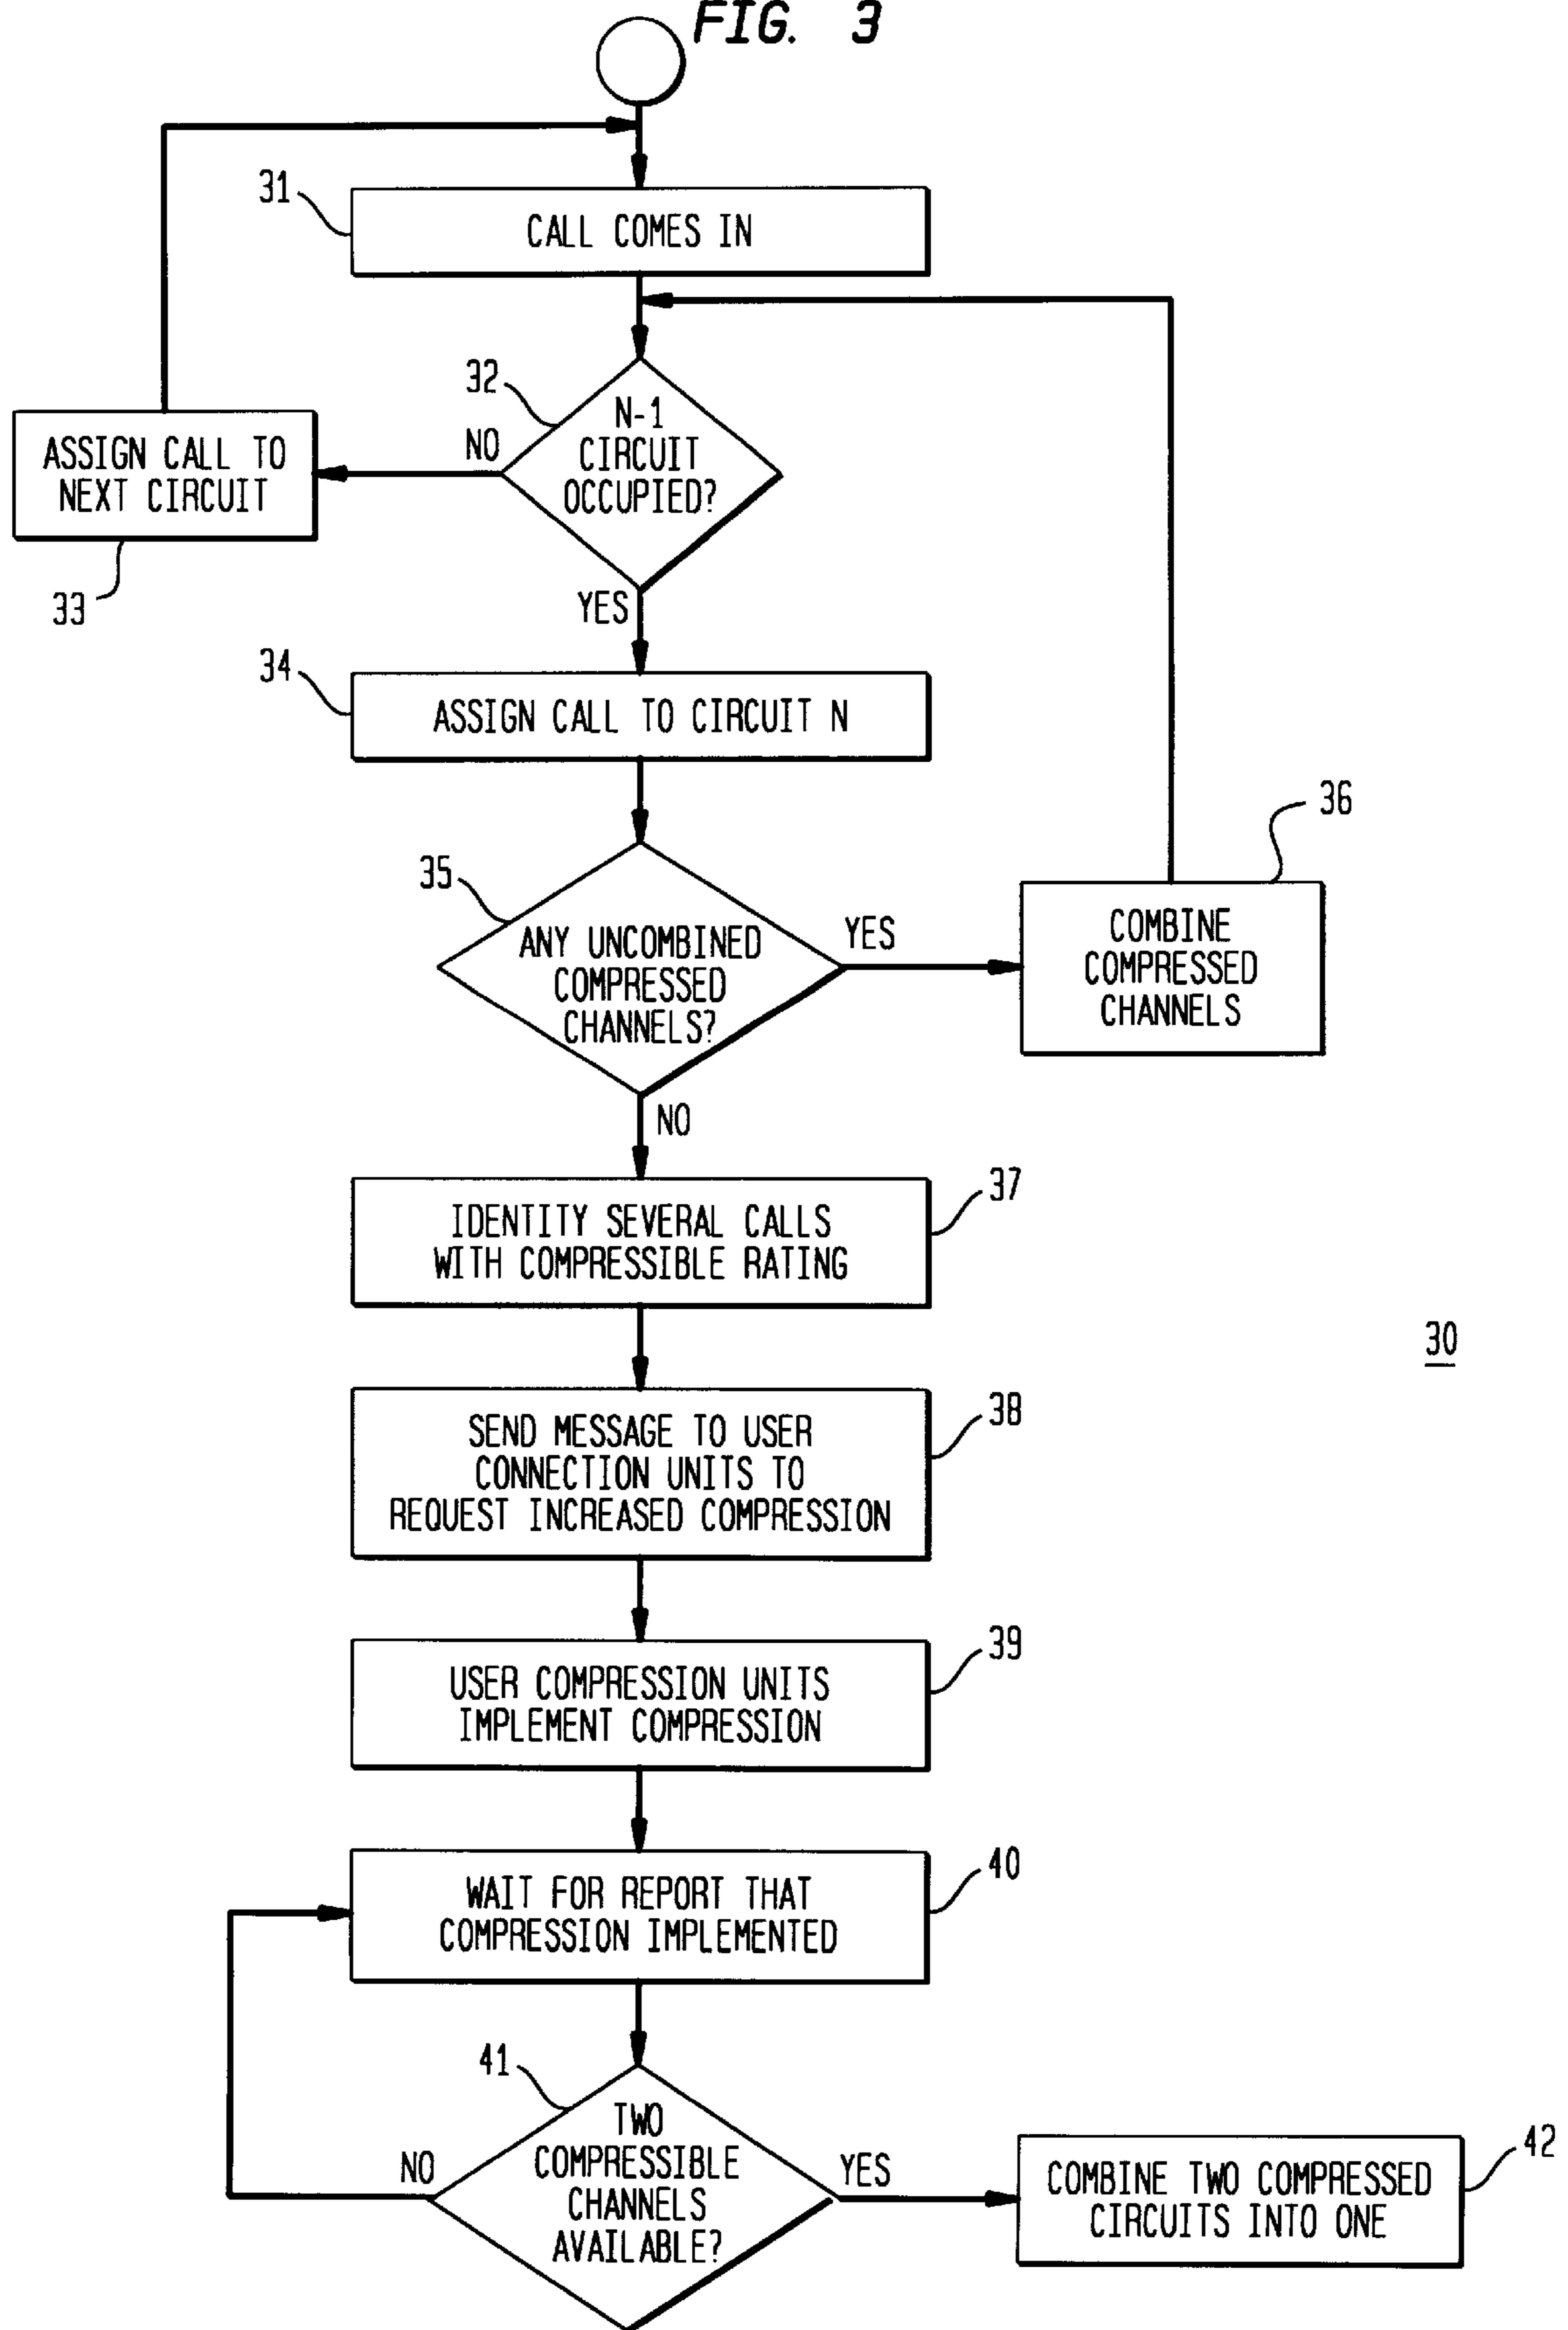 FIG. 3
31
CALL COMES IN
32
N-1
CIRCUIT
OCCUPIED?
NO
ASSIGN CALL TO
NEXT CIRCUIT
33
YES
34
ASSIGN CALL TO CIRCUIT N
36
35
ANY UNCOMBINED
COMPRESSED
CHANNELS?
YES
COMBINE
COMPRESSED
CHANNELS
NO
37
IDENTITY SEVERAL CALLS
WITH COMPRESSIBLE RATING
30
38
SEND MESSAGE TO USER
CONNECTION UNITS TO
REQUEST INCREASED COMPRESSION
39
USER COMPRESSION UNITS
IMPLEMENT COMPRESSION
40
WAIT FOR REPORT THAT
COMPRESSION IMPLEMENTED
41
TWO
COMPRESSIBLE
CHANNELS
AVAILABLE?
NO
YES
42
COMBINE TWO COMPRESSED
CIRCUITS INTO ONE